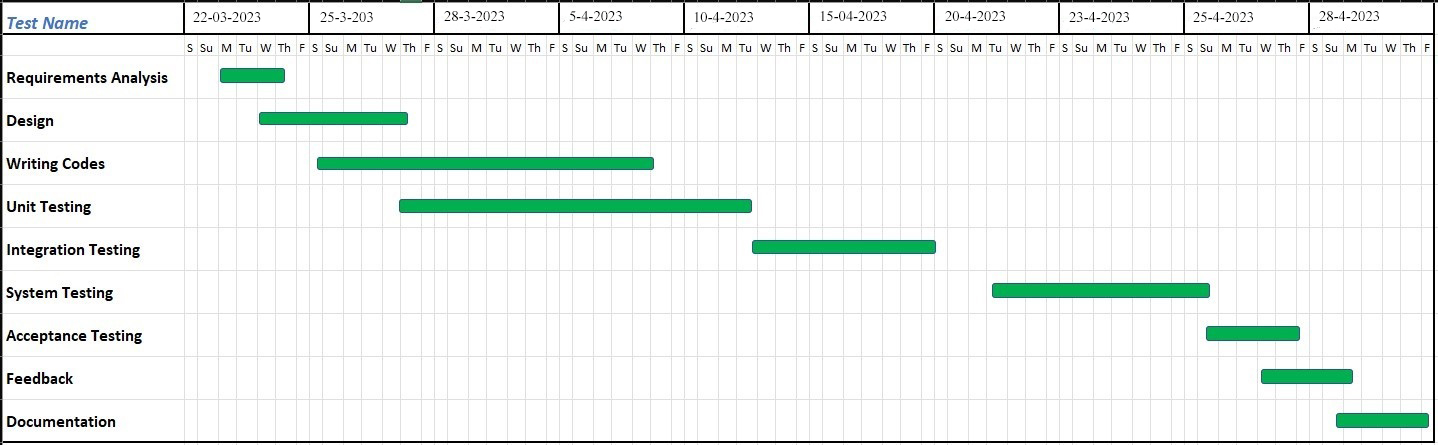 Test Name 22-03-2023 25-3-203 28-3-2023 5-4-2023 10-4-2023 15-04-2023 20-4-2023 23-4-2023 25-4-2023 28-4-2023
S Su M Tu W Th F S Su M Tu W Th F S Su M Tu W Th F S Su M Tu W Th F S Su M Tu W Th F S Su M Tu W Th F S Su M Tu W Th F S Su M Tu W Th F S Su M Tu W Th F S Su M Tu W Th F
Requirements Analysis
Design
Writing Codes
Unit Testing
Integration Testing
System Testing
Acceptance Testing
Feedback
Documentation